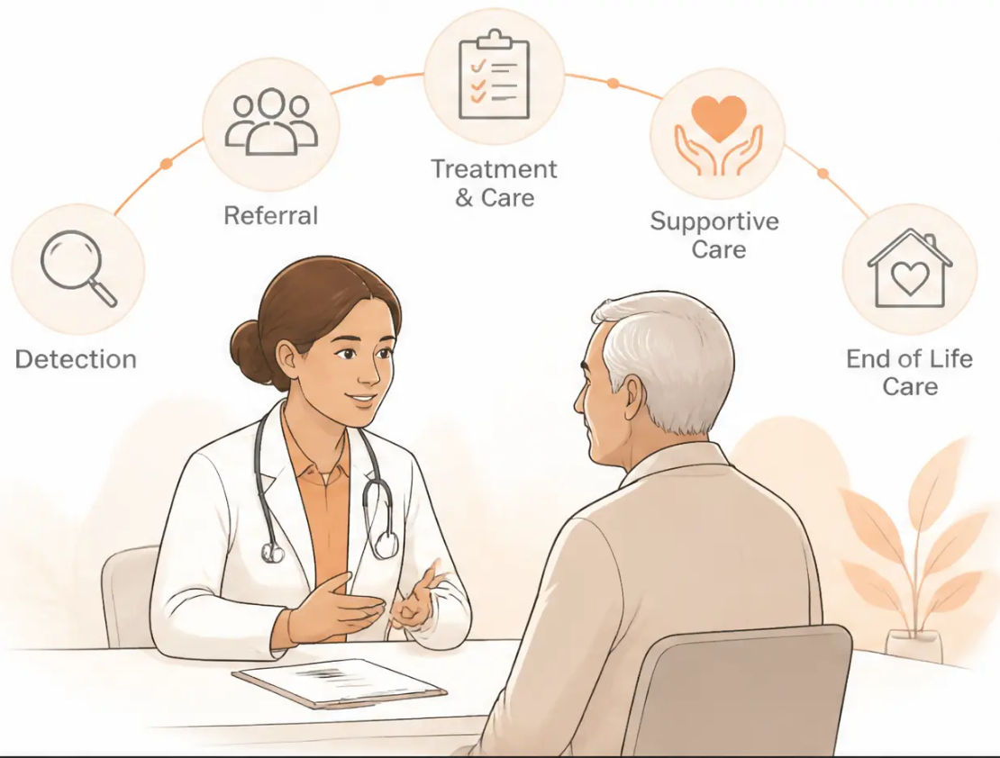 Detection
Referral
Treatment
& Care
Supportive
Care
End of Life
Care